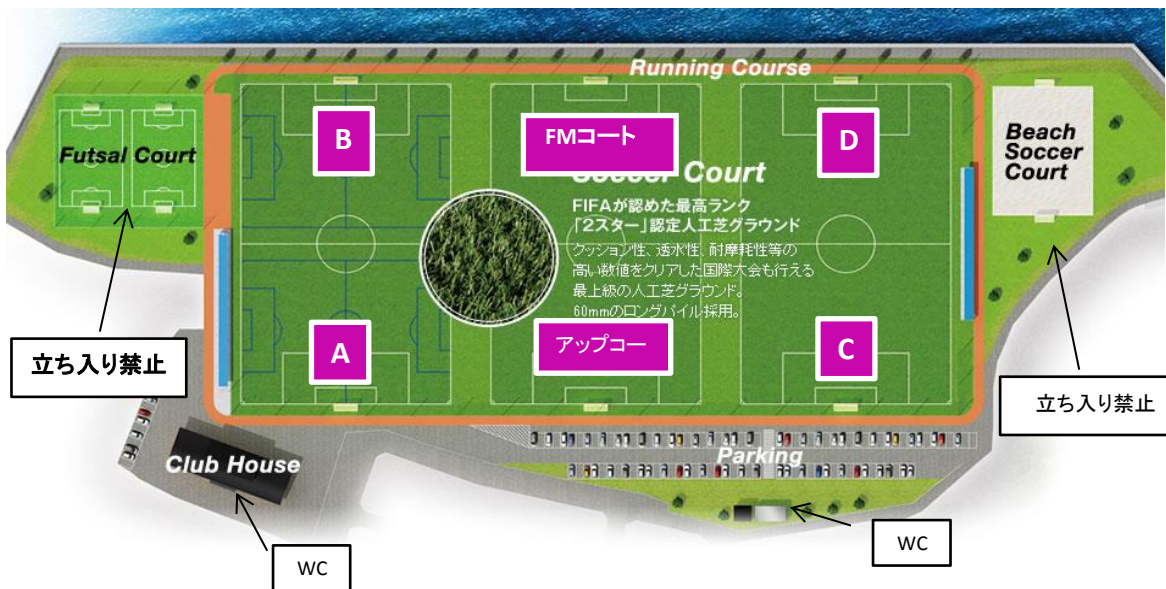 Running Course
B
FMコート
D
Futsal Court
Beach
Soccer
Court
Soccer Court
FIFAが認めた最高ランク
「2スター」認定人工芝グラウンド
クッション性、透水性、耐摩耗性等の
高い数値をクリアした国際大会も行える
最上級の人工芝グラウンド。
60mmのロングパイル採用。
A
アップコー
C
立ち入り禁止
立ち入り禁止
Club House
Parking
WC
WC